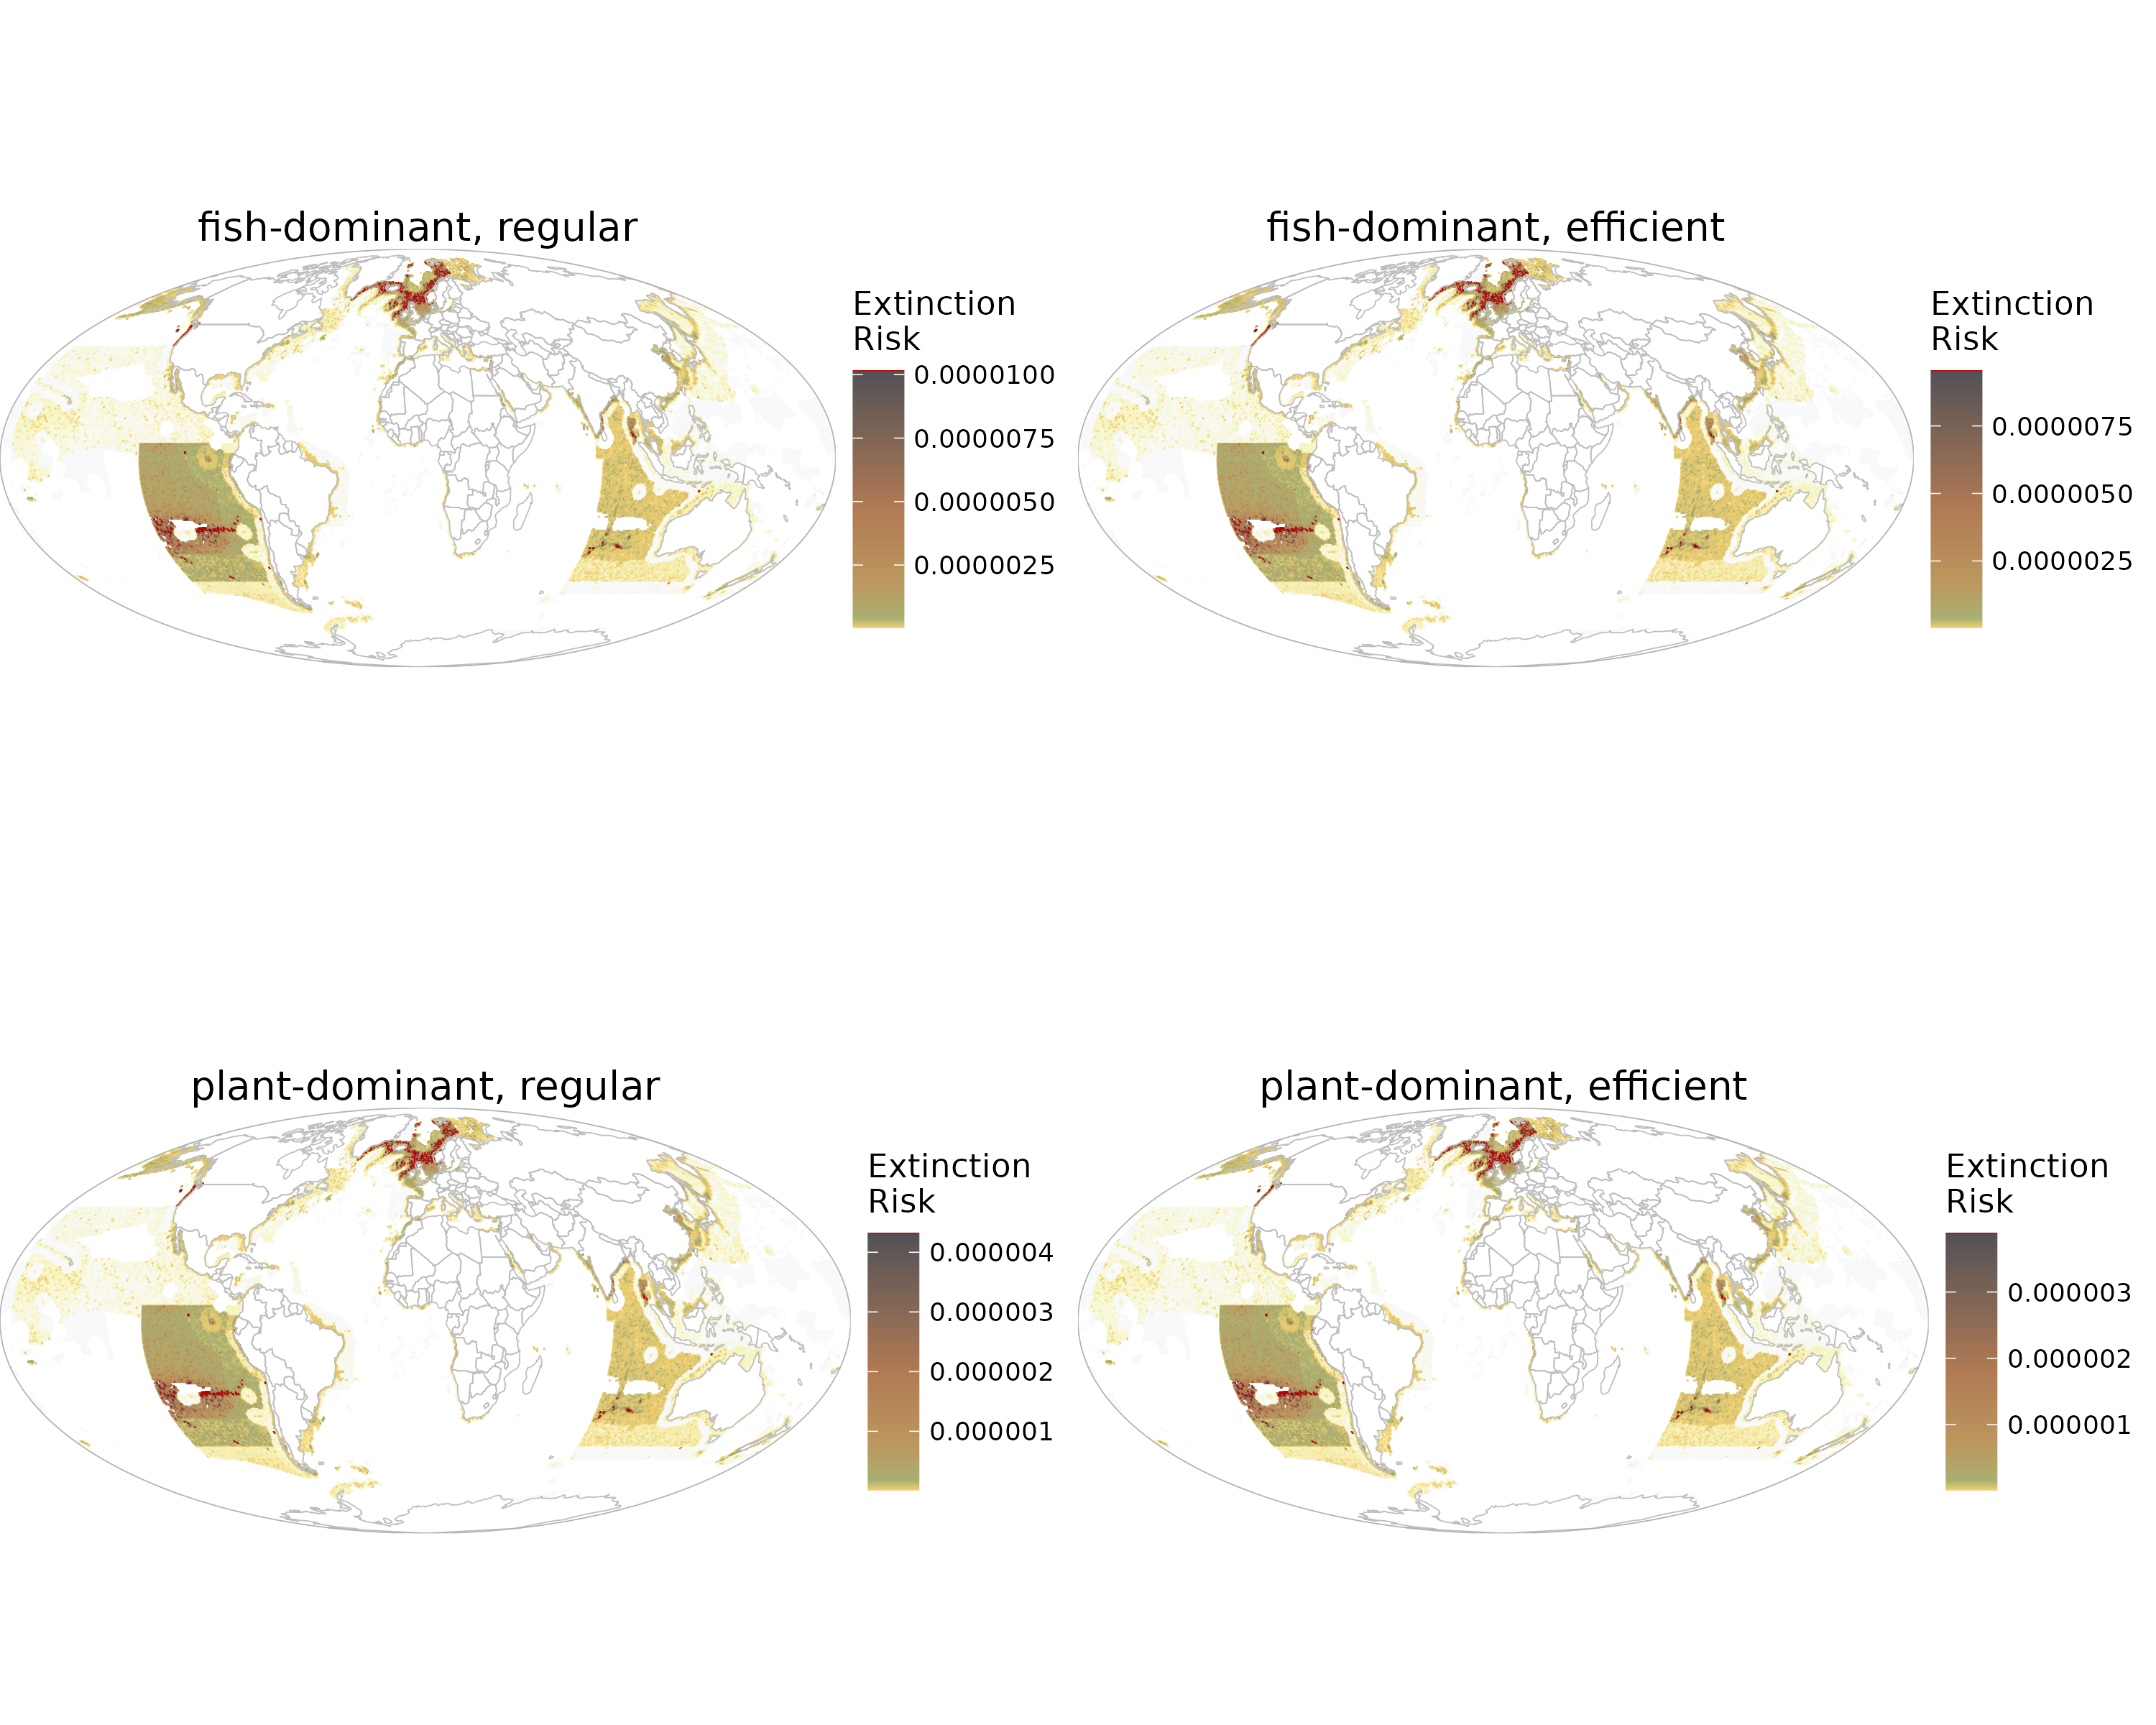 fish-dominant, regular
Extinction
Risk
0.0000100
0.0000075
0.0000050
0.0000025
fish-dominant, efficient
Extinction
Risk
0.0000075
0.0000050
0.0000025
plant-dominant, regular
Extinction
Risk
0.000004
0.000003
0.000002
0.000001
plant-dominant, efficient
Extinction
Risk
0.000003
0.000002
0.000001